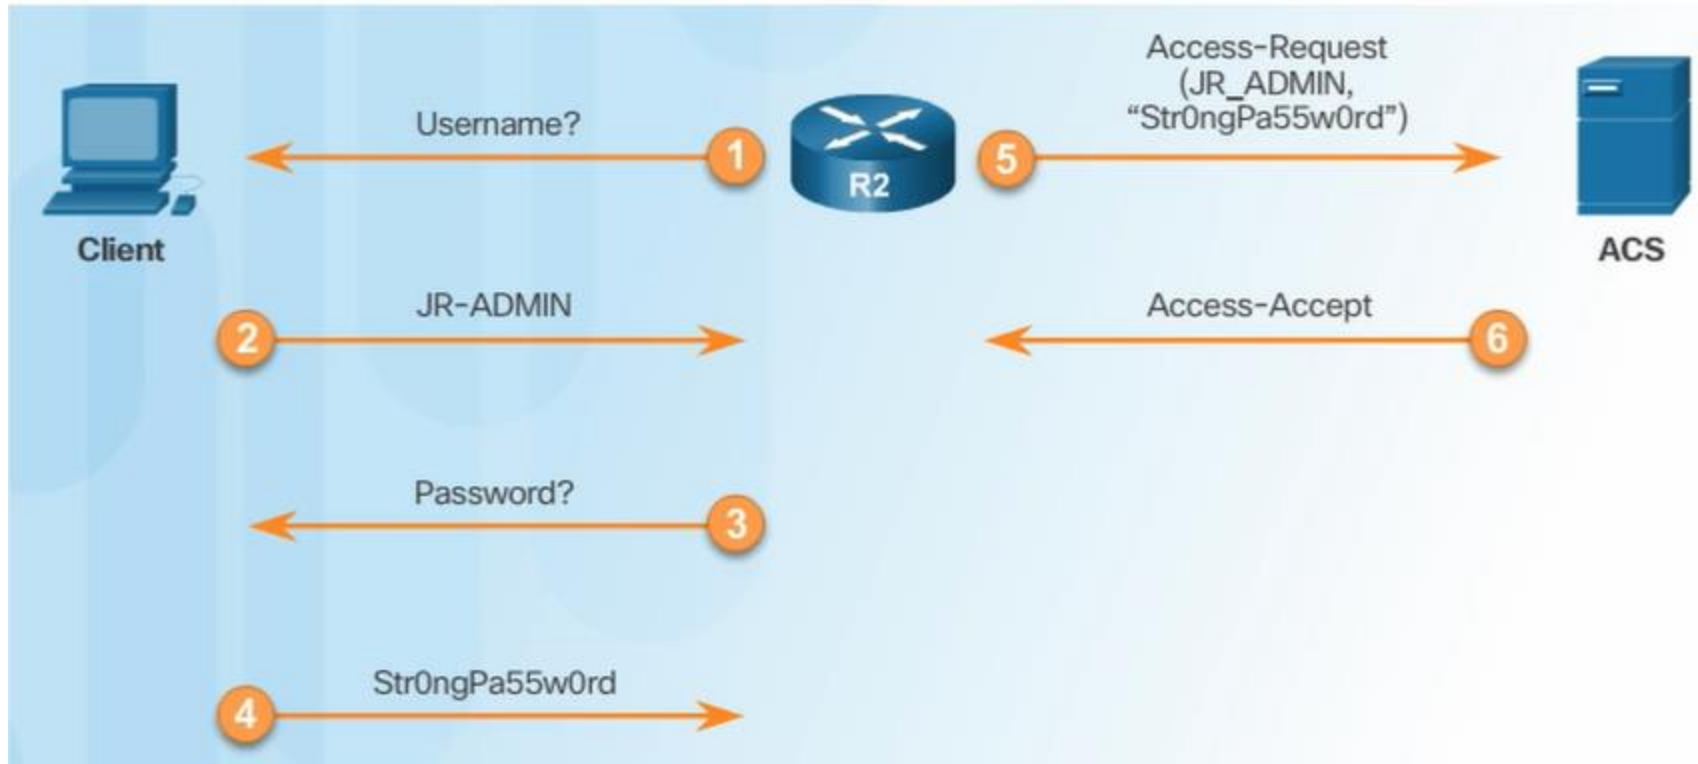 Access-Request
(JR_ADMIN,
“Str0ngPa55w0rd”)
Username?
1
R2
5
Client
ACS
JR-ADMIN
Access-Accept
2
6
Password?
3
Str0ngPa55w0rd
4